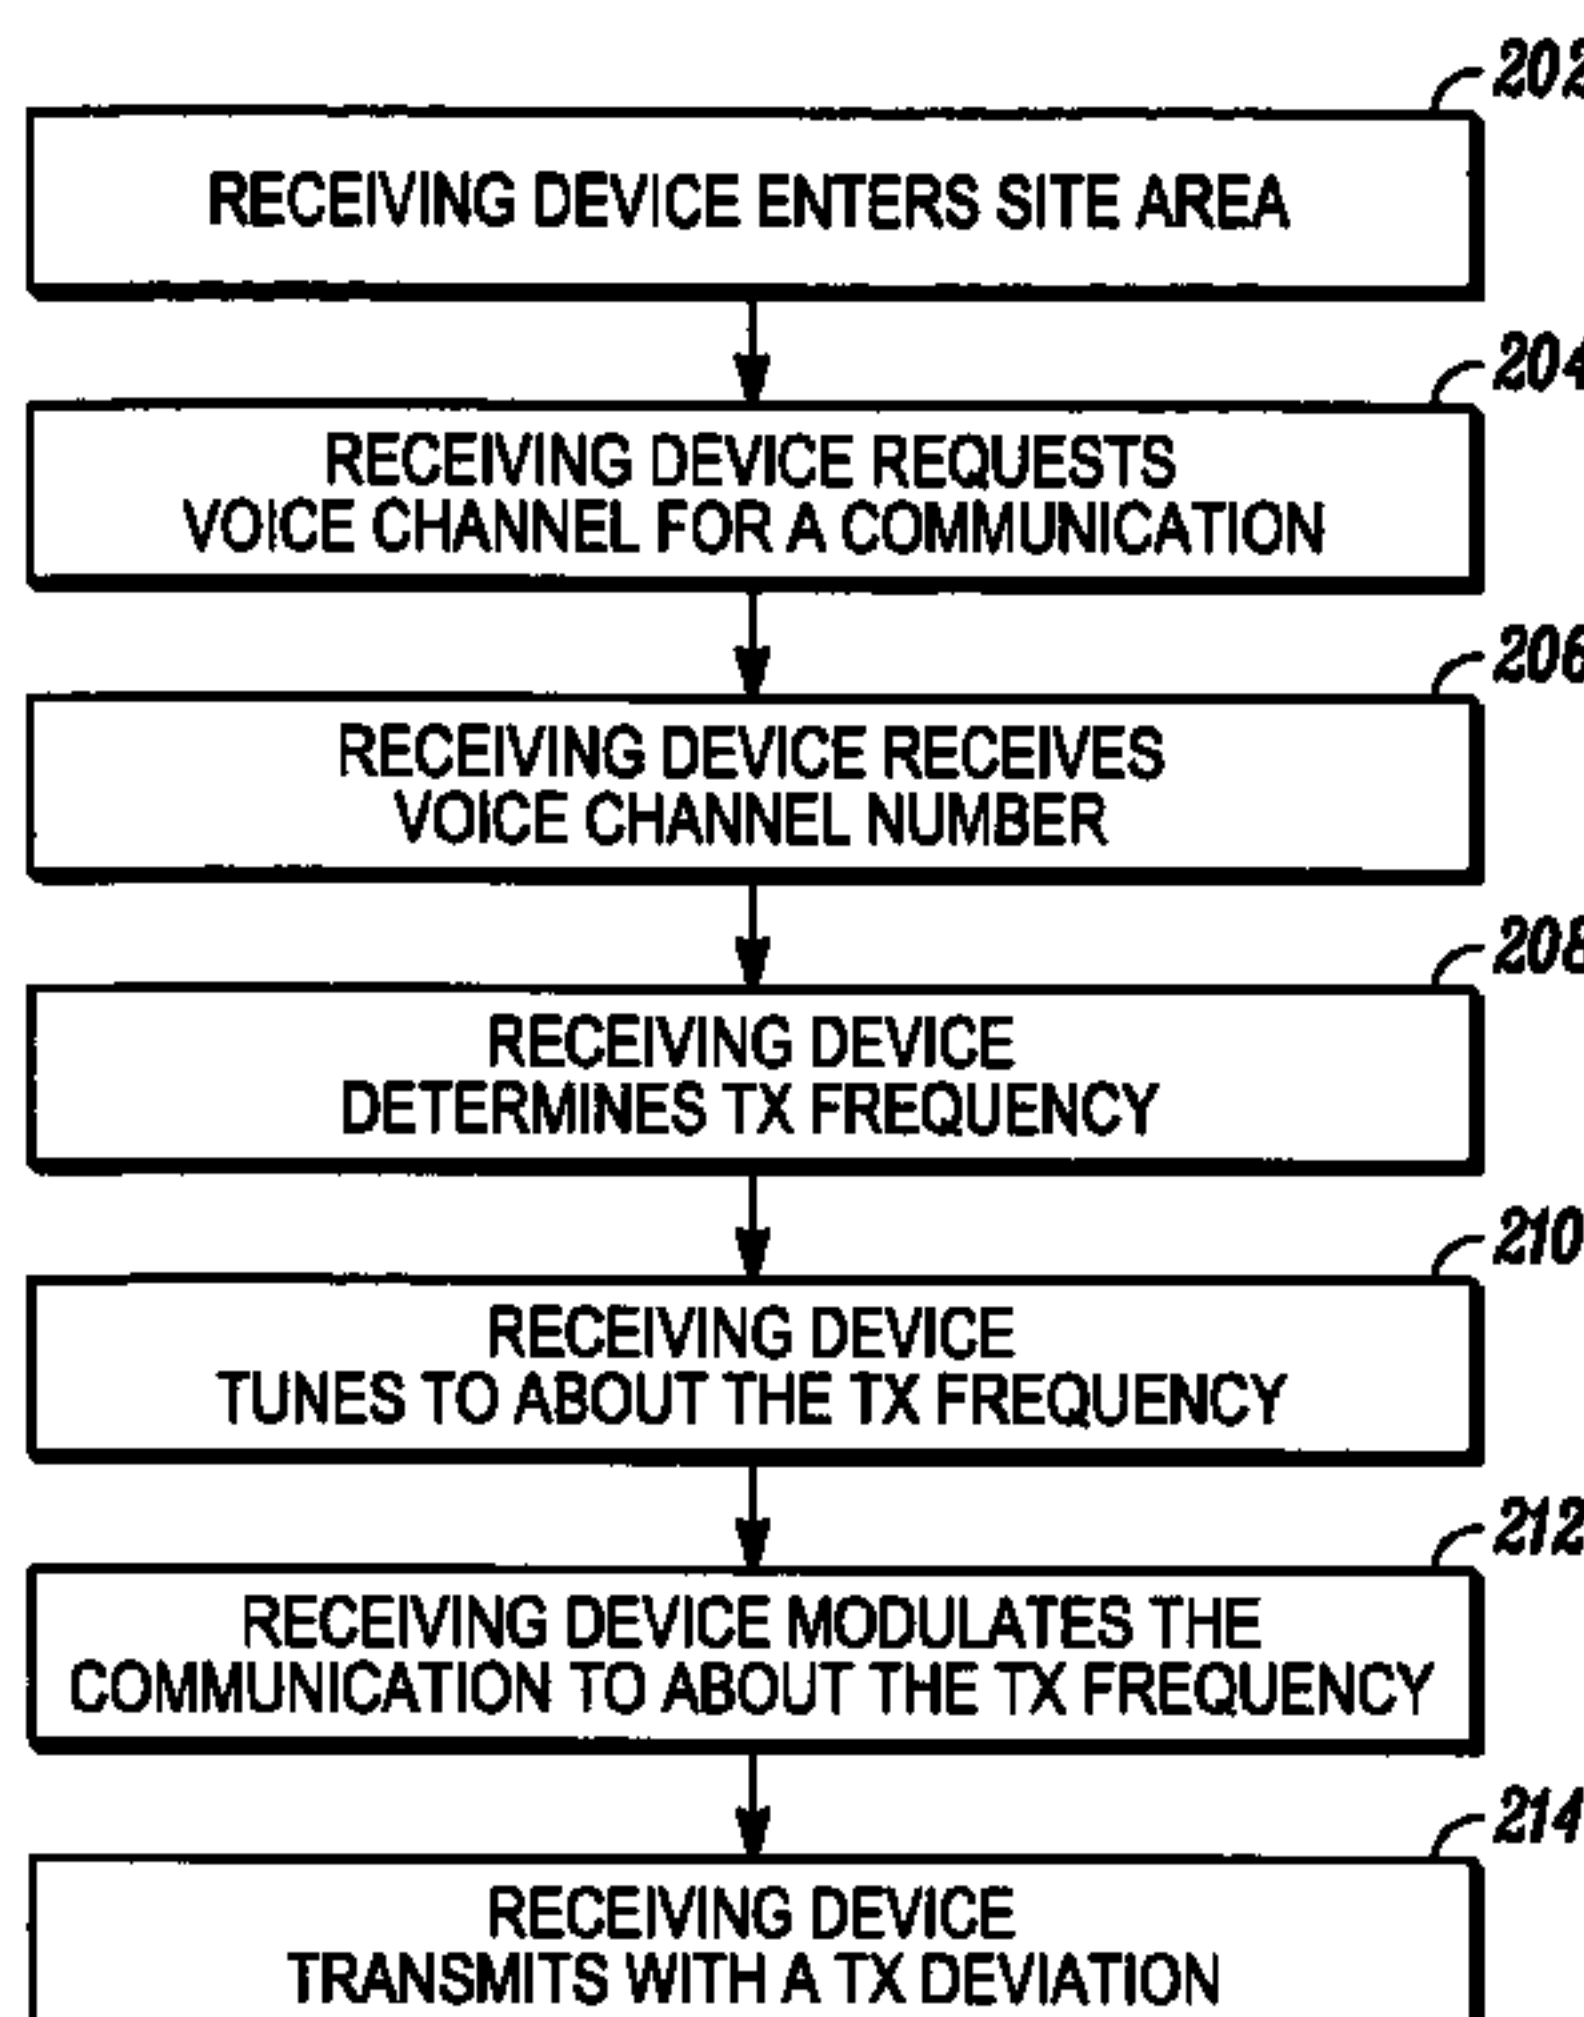 202
RECEIVING DEVICE ENTERS SITE AREA
204
RECEIVING DEVICE REQUESTS
VOICE CHANNEL FOR A COMMUNICATION
206
RECEIVING DEVICE RECEIVES
VOICE CHANNEL NUMBER
208
RECEIVING DEVICE
DETERMINES TX FREQUENCY
210
RECEIVING DEVICE
TUNES TO ABOUT THE TX FREQUENCY
212
RECEIVING DEVICE MODULATES THE
COMMUNICATION TO ABOUT THE TX FREQUENCY
214
RECEIVING DEVICE
TRANSMITS WITH A TX DEVIATION